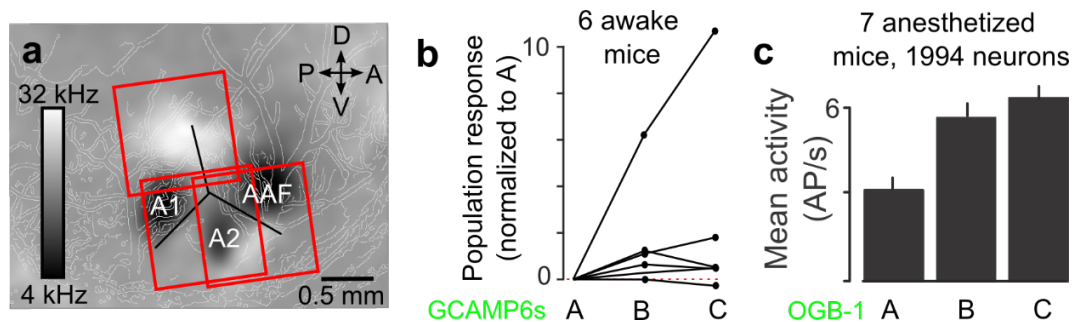 a
D
P A
V
32 kHz
4 kHz
A1
A2
AAF
0.5 mm
b
6 awake
mice
Population response
(normalized to A)
10
0
GCAMP6s A B C
c
7 anesthetized
mice, 1994 neurons
Mean activity
(AP/s)
6
OGB-1 A B C